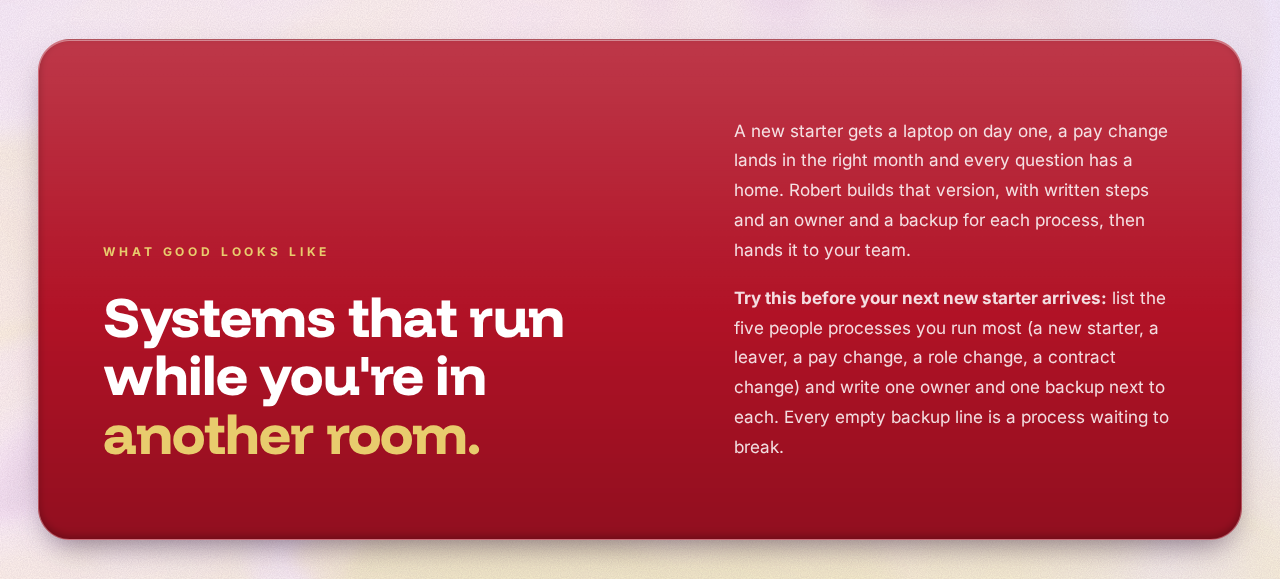 WHAT GOOD LOOKS LIKE
Systems that run
while you're in
another room.
A new starter gets a laptop on day one, a pay change
lands in the right month and every question has a
home. Robert builds that version, with written steps
and an owner and a backup for each process, then
hands it to your team.
Try this before your next new starter arrives: list the
five people processes you run most (a new starter, a
leaver, a pay change, a role change, a contract
change) and write one owner and one backup next to
each. Every empty backup line is a process waiting to
break.